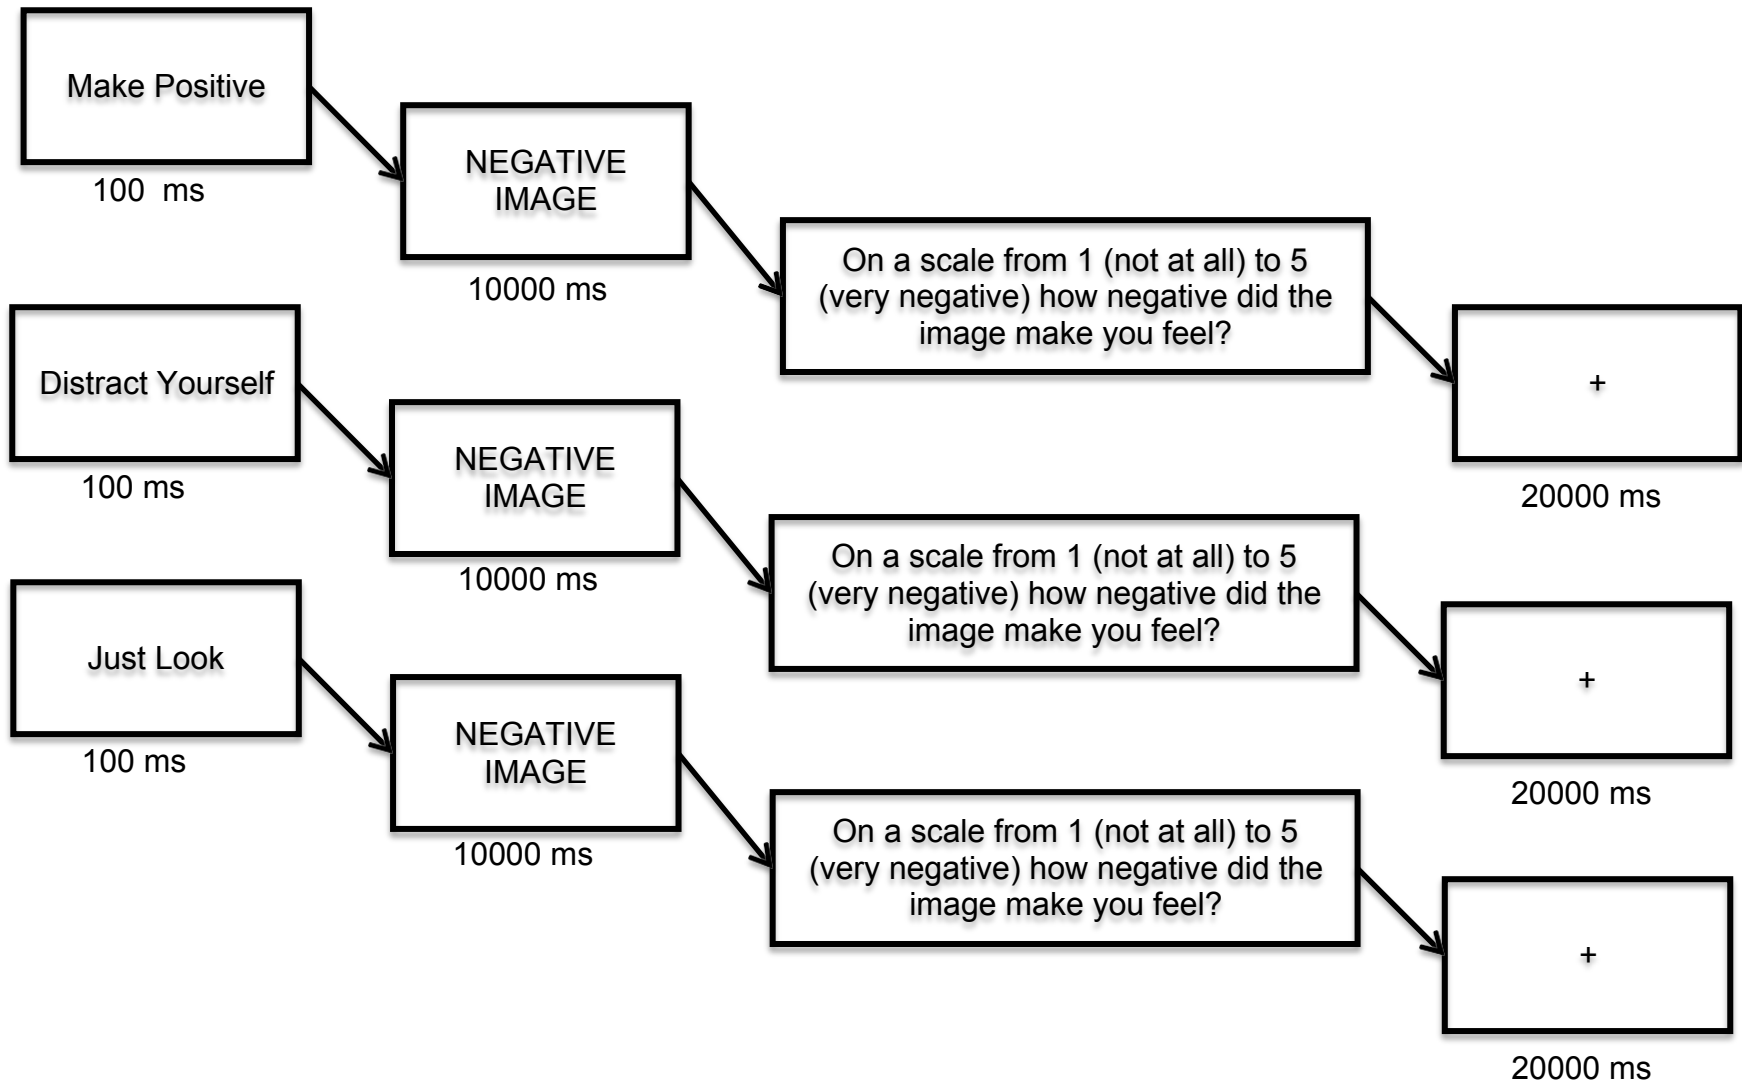 Make Positive
100 ms
NEGATIVE
IMAGE
10000 ms
On a scale from 1 (not at all) to 5
(very negative) how negative did the
image make you feel?
+
20000 ms
Distract Yourself
100 ms
NEGATIVE
IMAGE
10000 ms
On a scale from 1 (not at all) to 5
(very negative) how negative did the
image make you feel?
+
20000 ms
Just Look
100 ms
NEGATIVE
IMAGE
10000 ms
On a scale from 1 (not at all) to 5
(very negative) how negative did the
image make you feel?
+
20000 ms